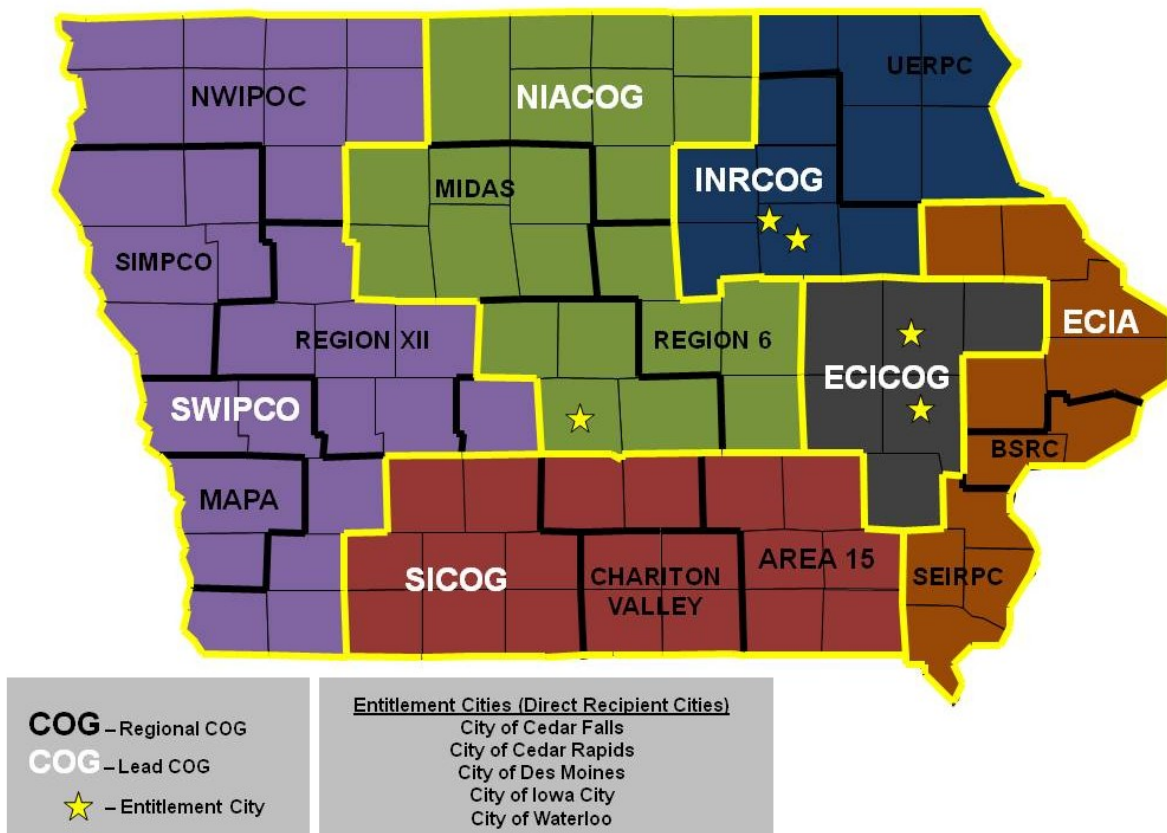 UERPC
NWIPOC
NIACOG
INRCOG
MIDAS
SIMPCO
ECIA
REGION XII
REGION 6
ECICOG
SWIPCO
BSRC
MAPA
AREA 15
SICOG
CHARITON
VALLEY
SEIRPC
COG – Regional COG
COG – Lead COG
– Entitlement City
Entitlement Cities (Direct Recipient Cities)
City of Cedar Falls
City of Cedar Rapids
City of Des Moines
City of Iowa City
City of Waterloo